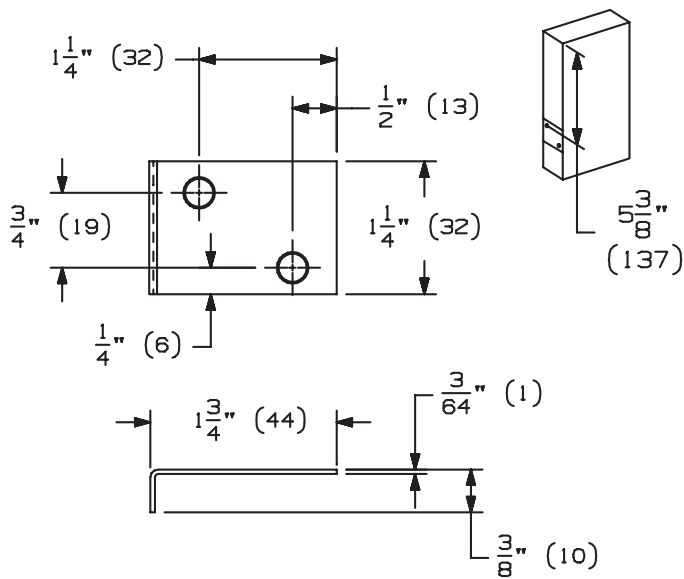 1 1/4" (32)
1/2" (13)
3/4" (19)
1 1/4" (32)
5 3/8"
(137)
1/4" (6)
3/64" (1)
1 3/4" (44)
3/8" (10)